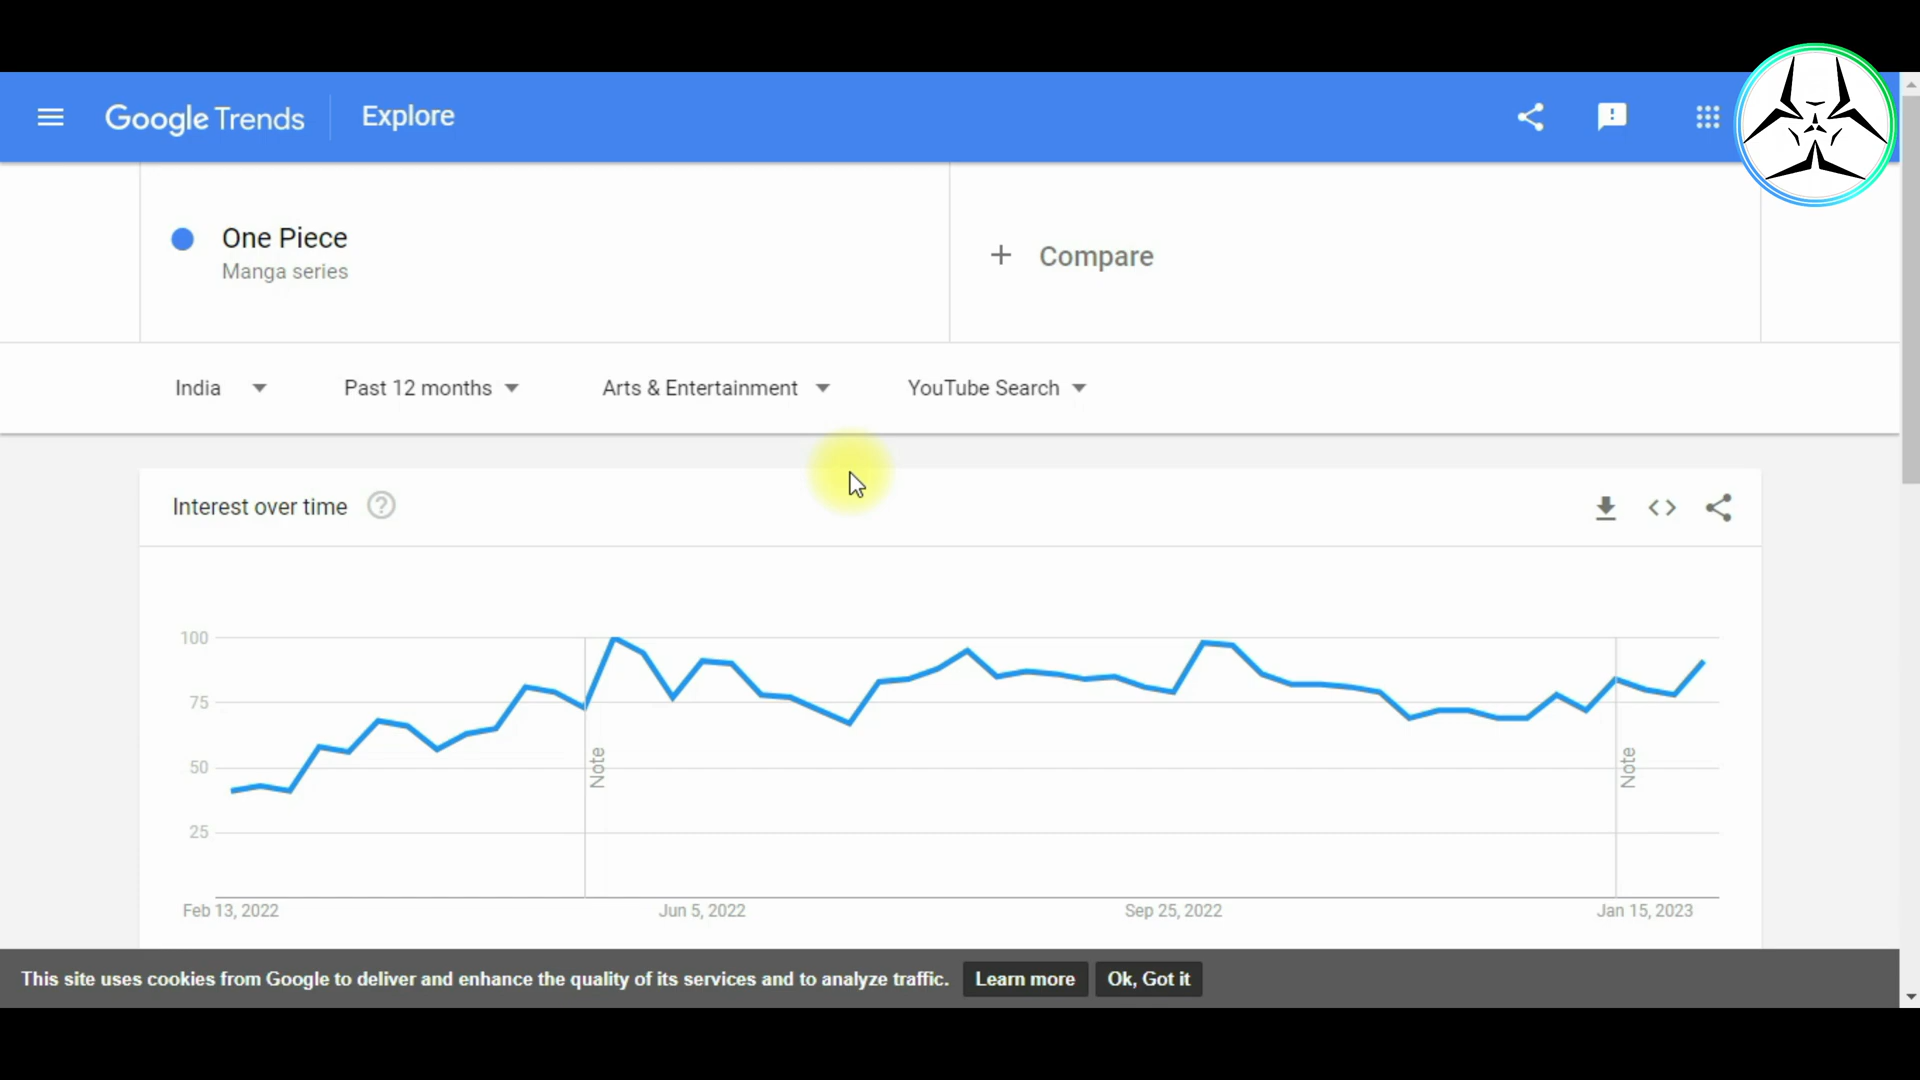 Google Trends Explore
One Piece
Manga series
+ Compare
India Past 12 months Arts & Entertainment YouTube Search
Interest over time
100
75
50
25
Note
Note
Feb 13, 2022 Jun 5, 2022 Sep 25, 2022 Jan 15, 2023
This site uses cookies from Google to deliver and enhance the quality of its services and to analyze traffic. Learn more Ok, Got it